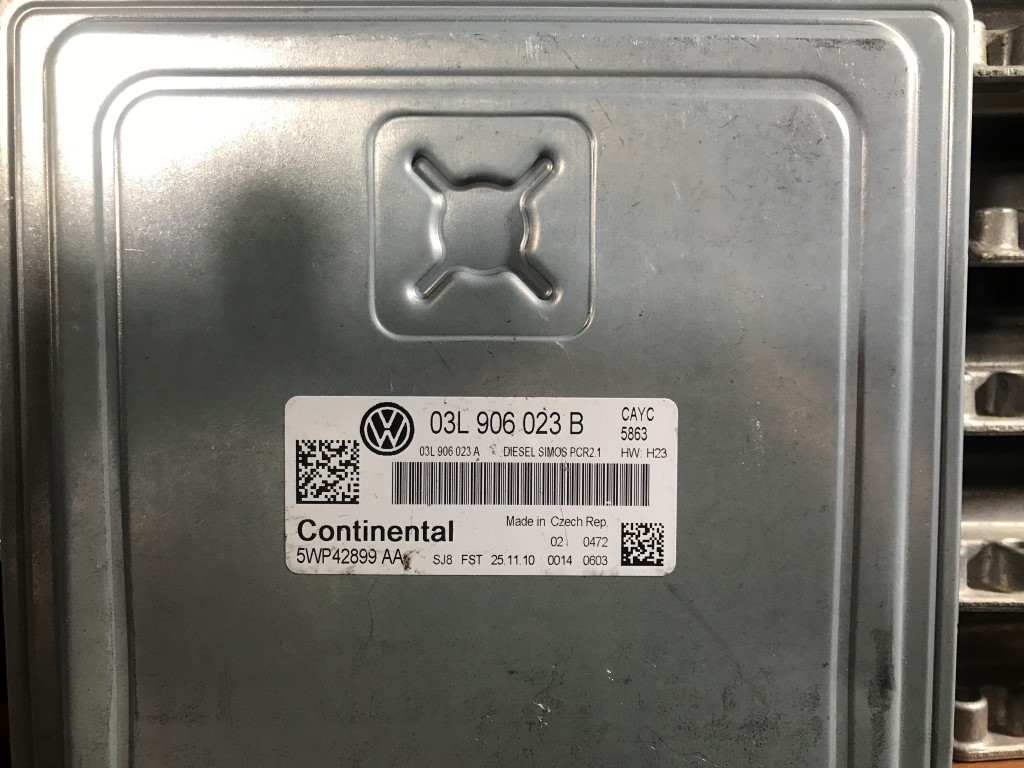 03L 906 023 B CAYC
5863
03L 906 023 A DIESEL SIMOS PCR2.1 HW: H23
Continental Made in Czech Rep.
02 0472
5WP42899 AA SJ8 FST 25.11.10 0014 0603